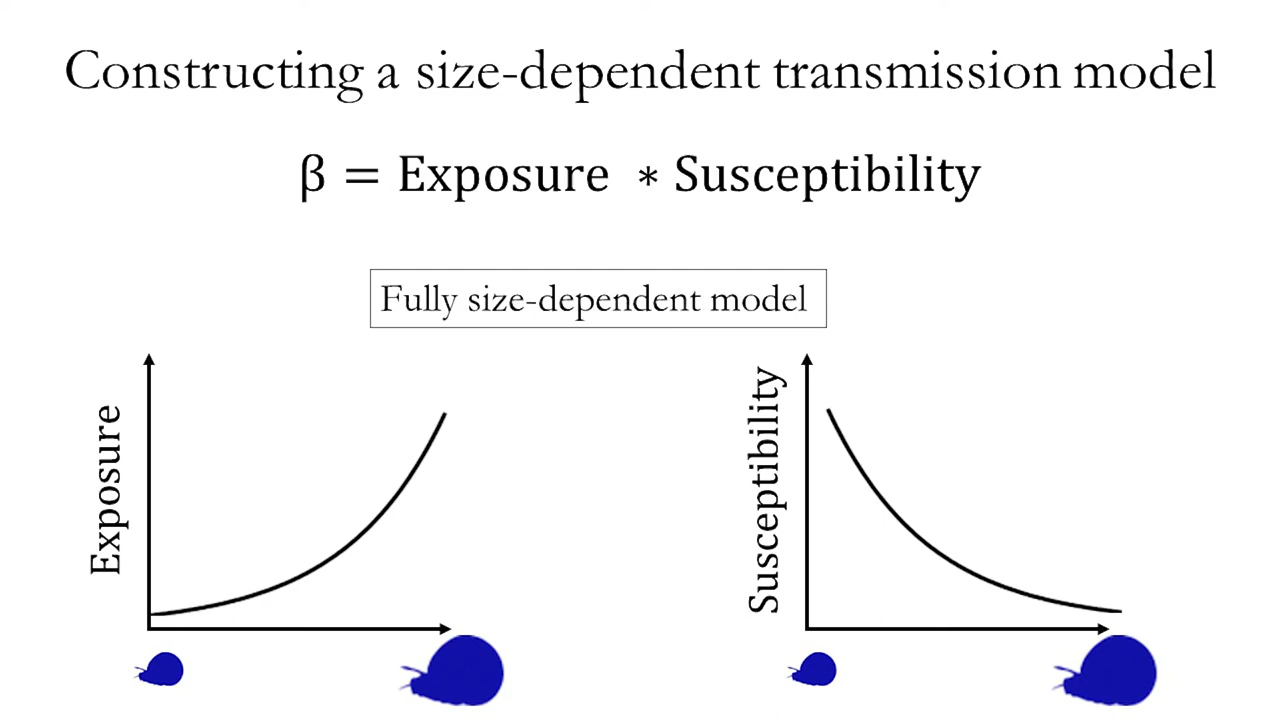 Constructing a size-dependent transmission model
β = Exposure * Susceptibility
Fully size-dependent model
Exposure
Susceptibility